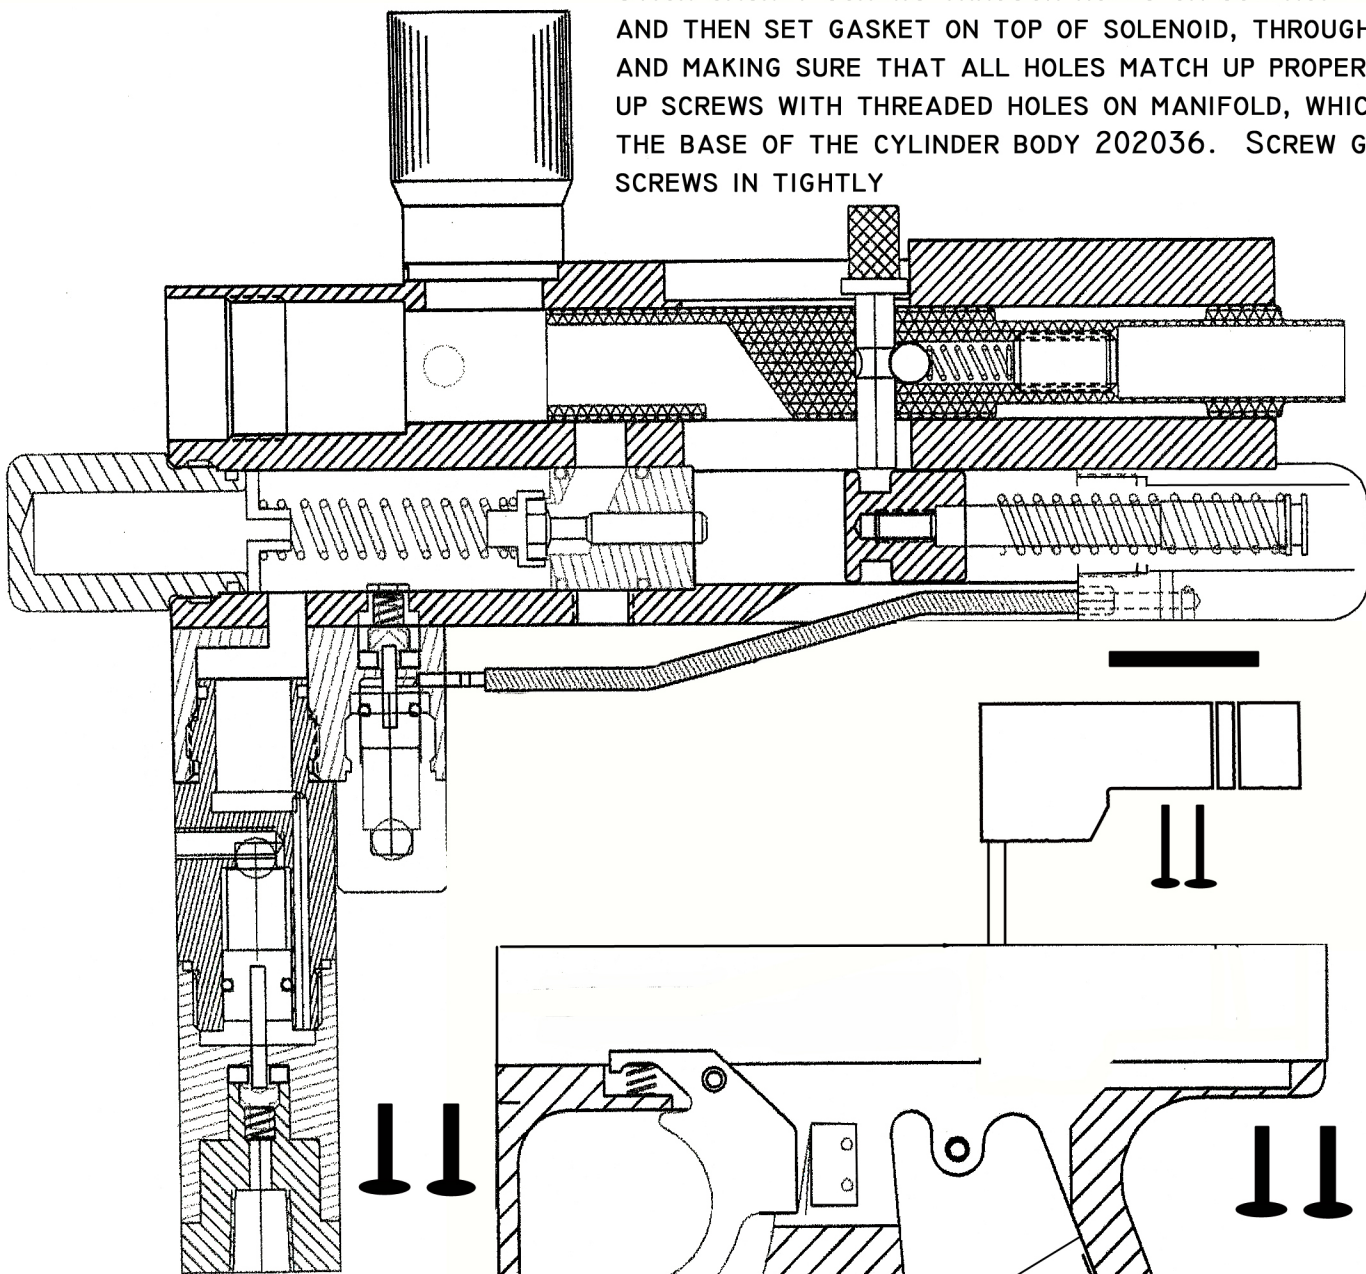 AND THEN SET GASKET ON TOP OF SOLENOID, THROUGH
AND MAKING SURE THAT ALL HOLES MATCH UP PROPER
UP SCREWS WITH THREADED HOLES ON MANIFOLD, WHIC
THE BASE OF THE CYLINDER BODY 202036. SCREW G
SCREWS IN TIGHTLY